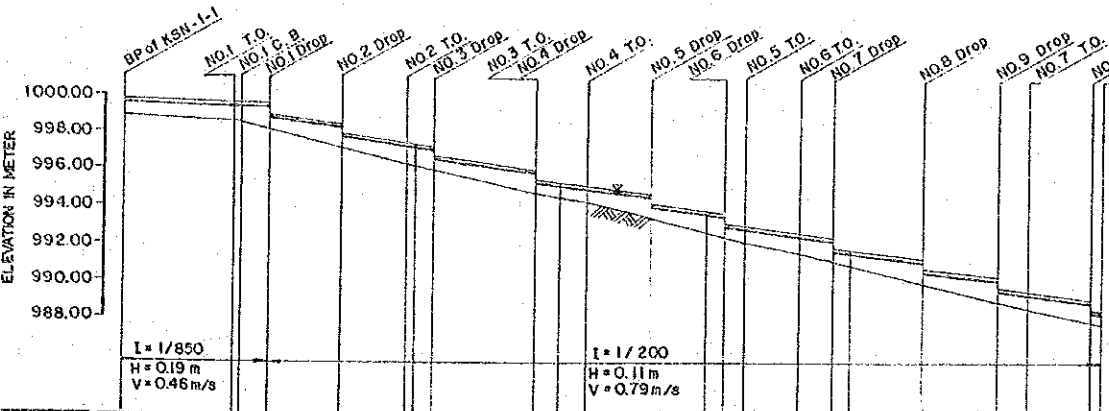 BP of KSN-1-1
NO.1 T.O.
NO.1 C B
NO.1 Drop
NO.2 Drop
NO.2 T.O.
NO.3 Drop
NO.3 T.O.
NO.4 Drop
NO.4 T.O.
NO.5 Drop
NO.6 Drop
NO.5 T.O.
NO.6 T.O.
NO.7 Drop
NO.8 Drop
NO.9 Drop
NO.7 T.O.
NO
ELEVATION IN METER
1000.00
998.00
996.00
994.00
992.00
990.00
988.00
I = 1/850
H = 0.19 m
V = 0.46 m/s
I = 1/200
H = 0.11 m
V = 0.79 m/s